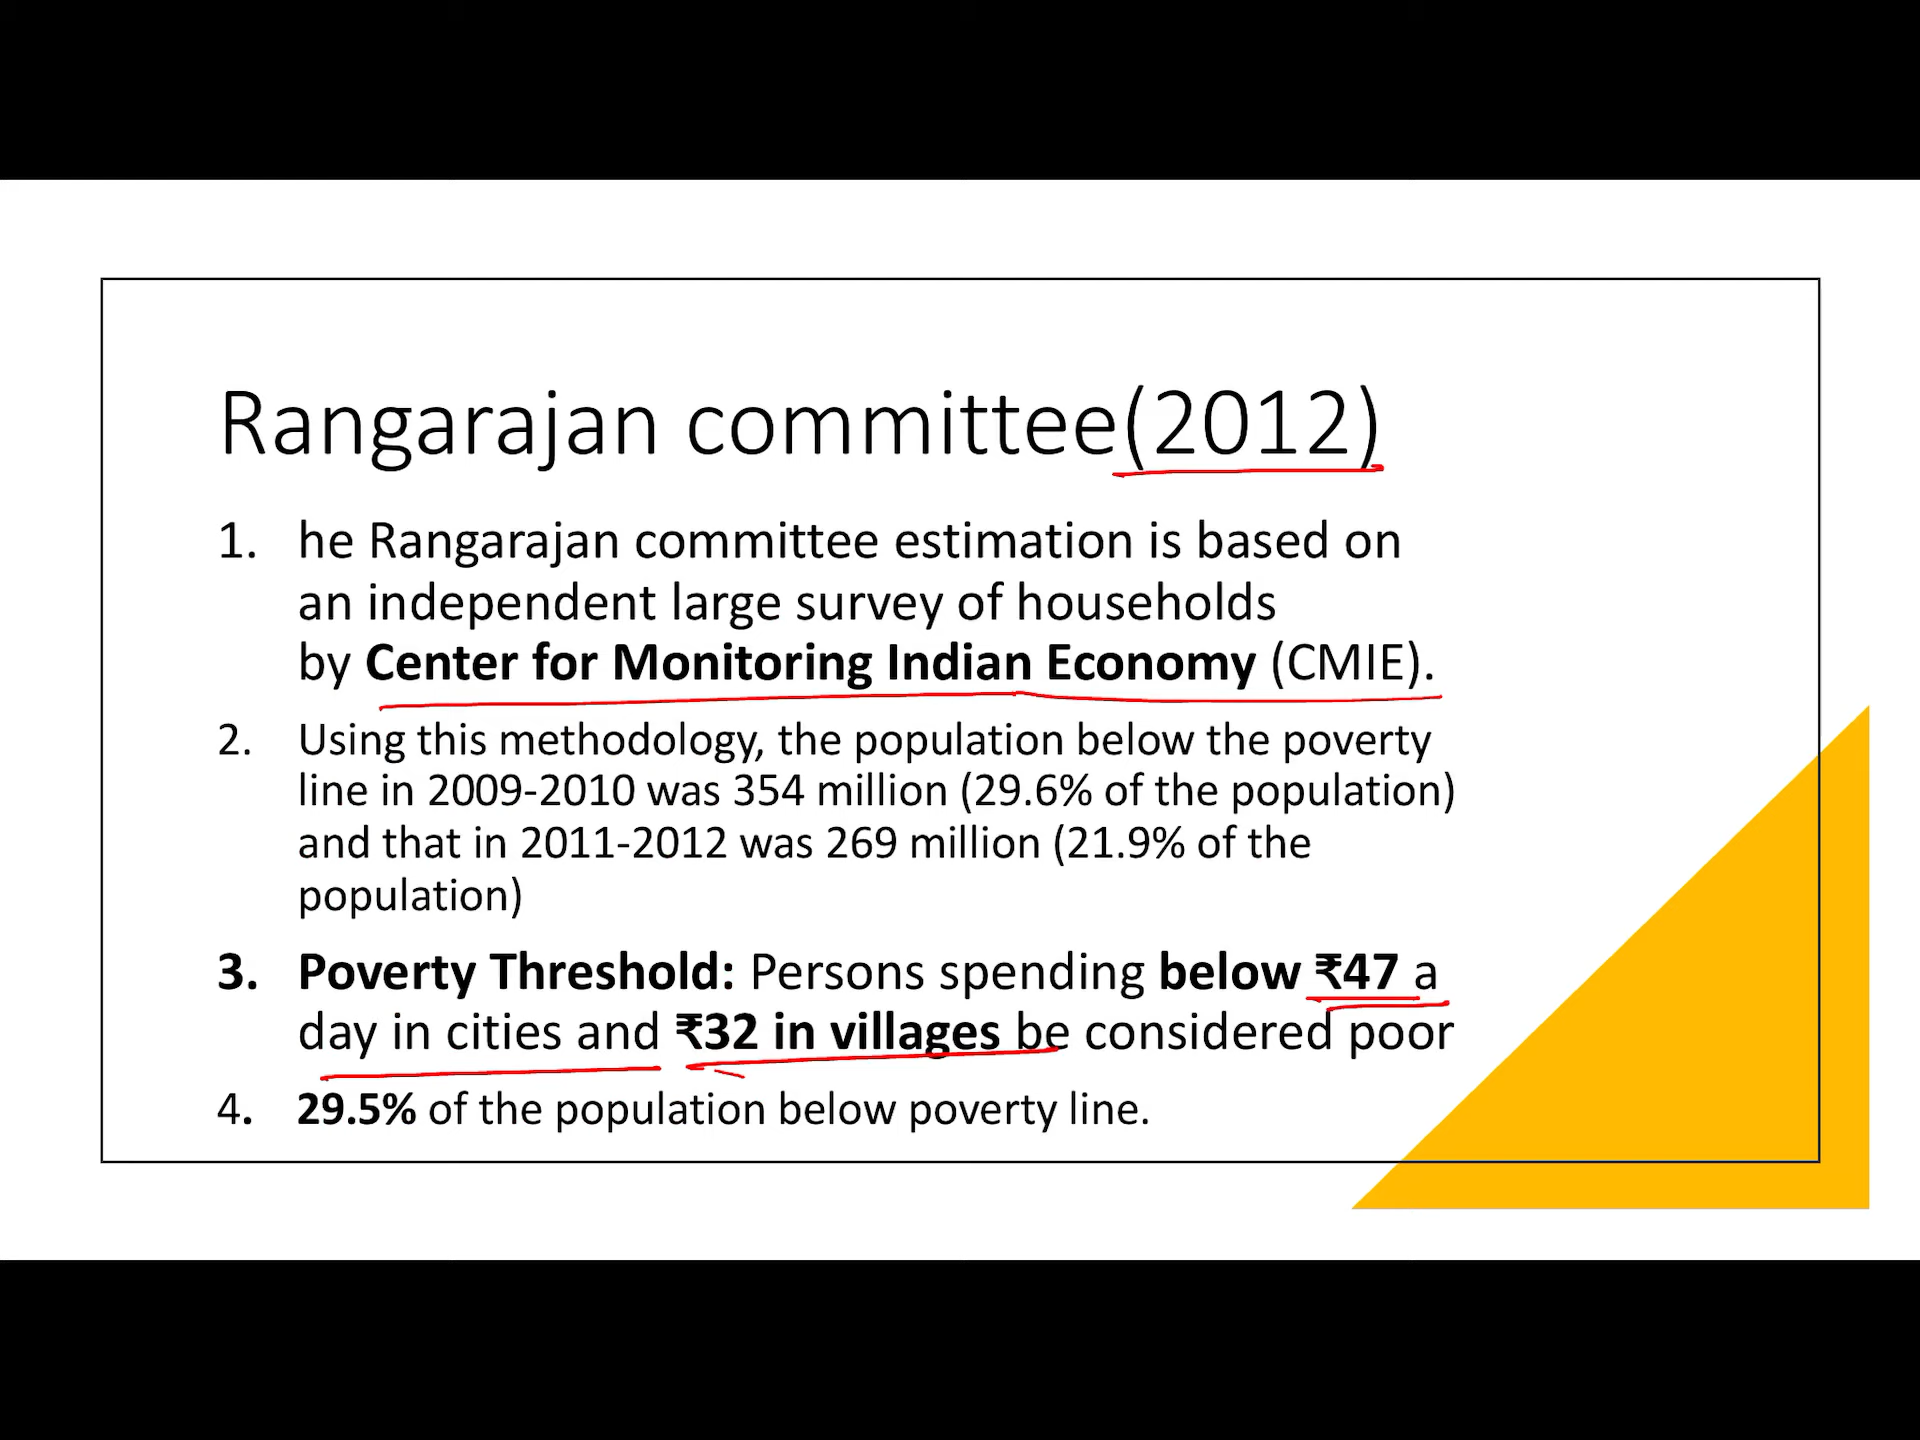 Rangarajan committee(2012)
1. he Rangarajan committee estimation is based on
an independent large survey of households
by Center for Monitoring Indian Economy (CMIE).
2. Using this methodology, the population below the poverty
line in 2009-2010 was 354 million (29.6% of the population)
and that in 2011-2012 was 269 million (21.9% of the
population)
3. Poverty Threshold: Persons spending below ₹47 a
day in cities and ₹32 in villages be considered poor
4. 29.5% of the population below poverty line.